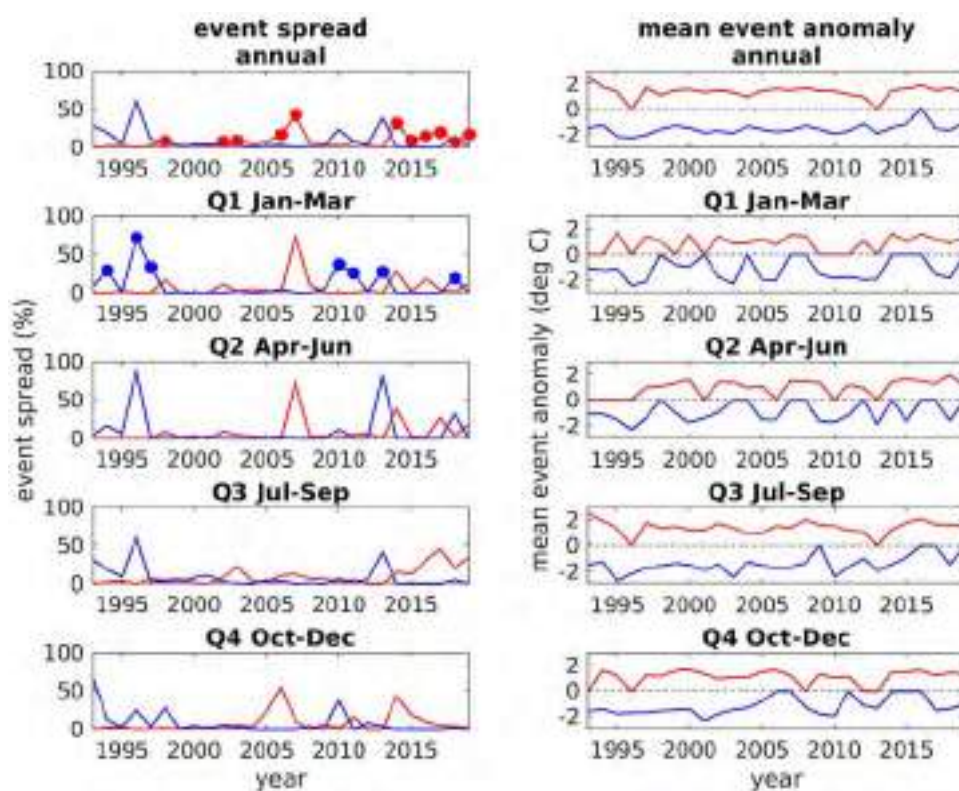 event spread
annual
mean event anomaly
annual
100
50
0
1995 2000 2005 2010 2015
2
0
-2
1995 2000 2005 2010 2015
Q1 Jan-Mar
100
50
0
1995 2000 2005 2010 2015
Q1 Jan-Mar
2
0
-2
1995 2000 2005 2010 2015
Q2 Apr-Jun
100
50
0
1995 2000 2005 2010 2015
Q2 Apr-Jun
2
0
-2
1995 2000 2005 2010 2015
Q3 Jul-Sep
100
50
0
1995 2000 2005 2010 2015
Q3 Jul-Sep
2
0
-2
1995 2000 2005 2010 2015
Q4 Oct-Dec
100
50
0
1995 2000 2005 2010 2015
year
Q4 Oct-Dec
2
0
-2
1995 2000 2005 2010 2015
year
event spread (%)
mean event anomaly (deg C)